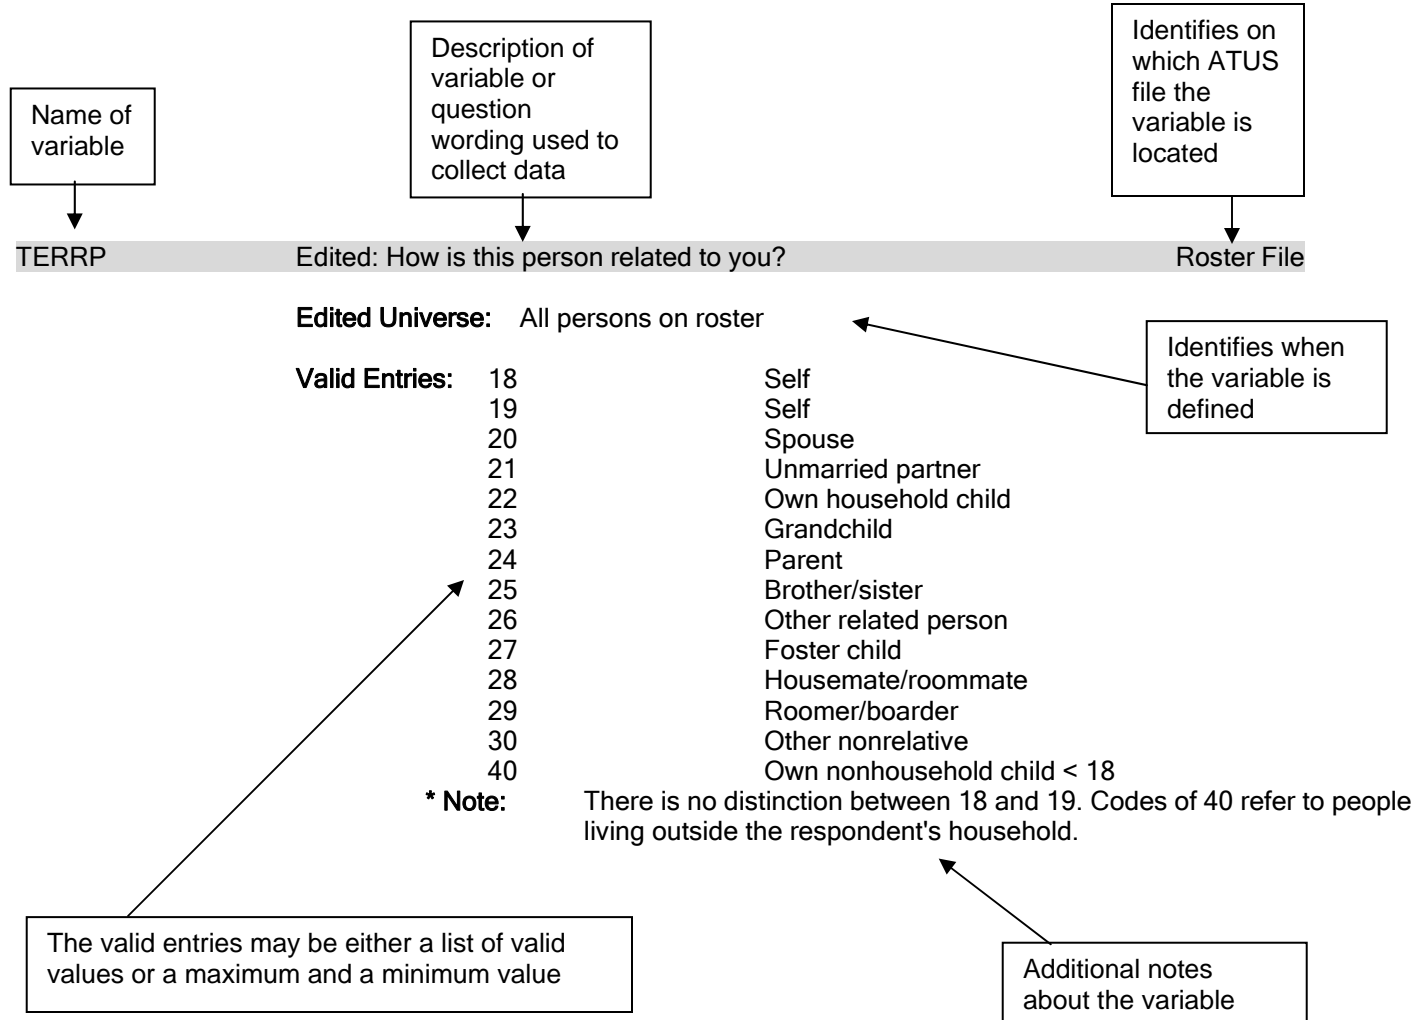 Name of
variable
Description of
variable or
question
wording used to
collect data
Identifies on
which ATUS
file the
variable is
located
TERRP Edited: How is this person related to you? Roster File
Edited Universe: All persons on roster
Identifies when
the variable is
defined
Valid Entries: 18 Self
19 Self
20 Spouse
21 Unmarried partner
22 Own household child
23 Grandchild
24 Parent
25 Brother/sister
26 Other related person
27 Foster child
28 Housemate/roommate
29 Roomer/boarder
30 Other nonrelative
40 Own nonhousehold child < 18
* Note: There is no distinction between 18 and 19. Codes of 40 refer to people
living outside the respondent's household.
The valid entries may be either a list of valid
values or a maximum and a minimum value
Additional notes
about the variable